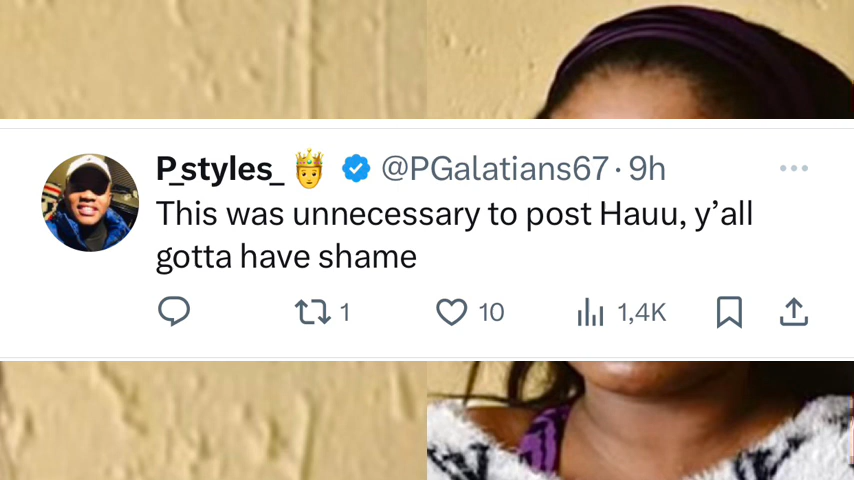 P_styles_ 🤴 @PGalatians67 · 9h
This was unnecessary to post Hauu, y’all
gotta have shame
1 10 1,4K